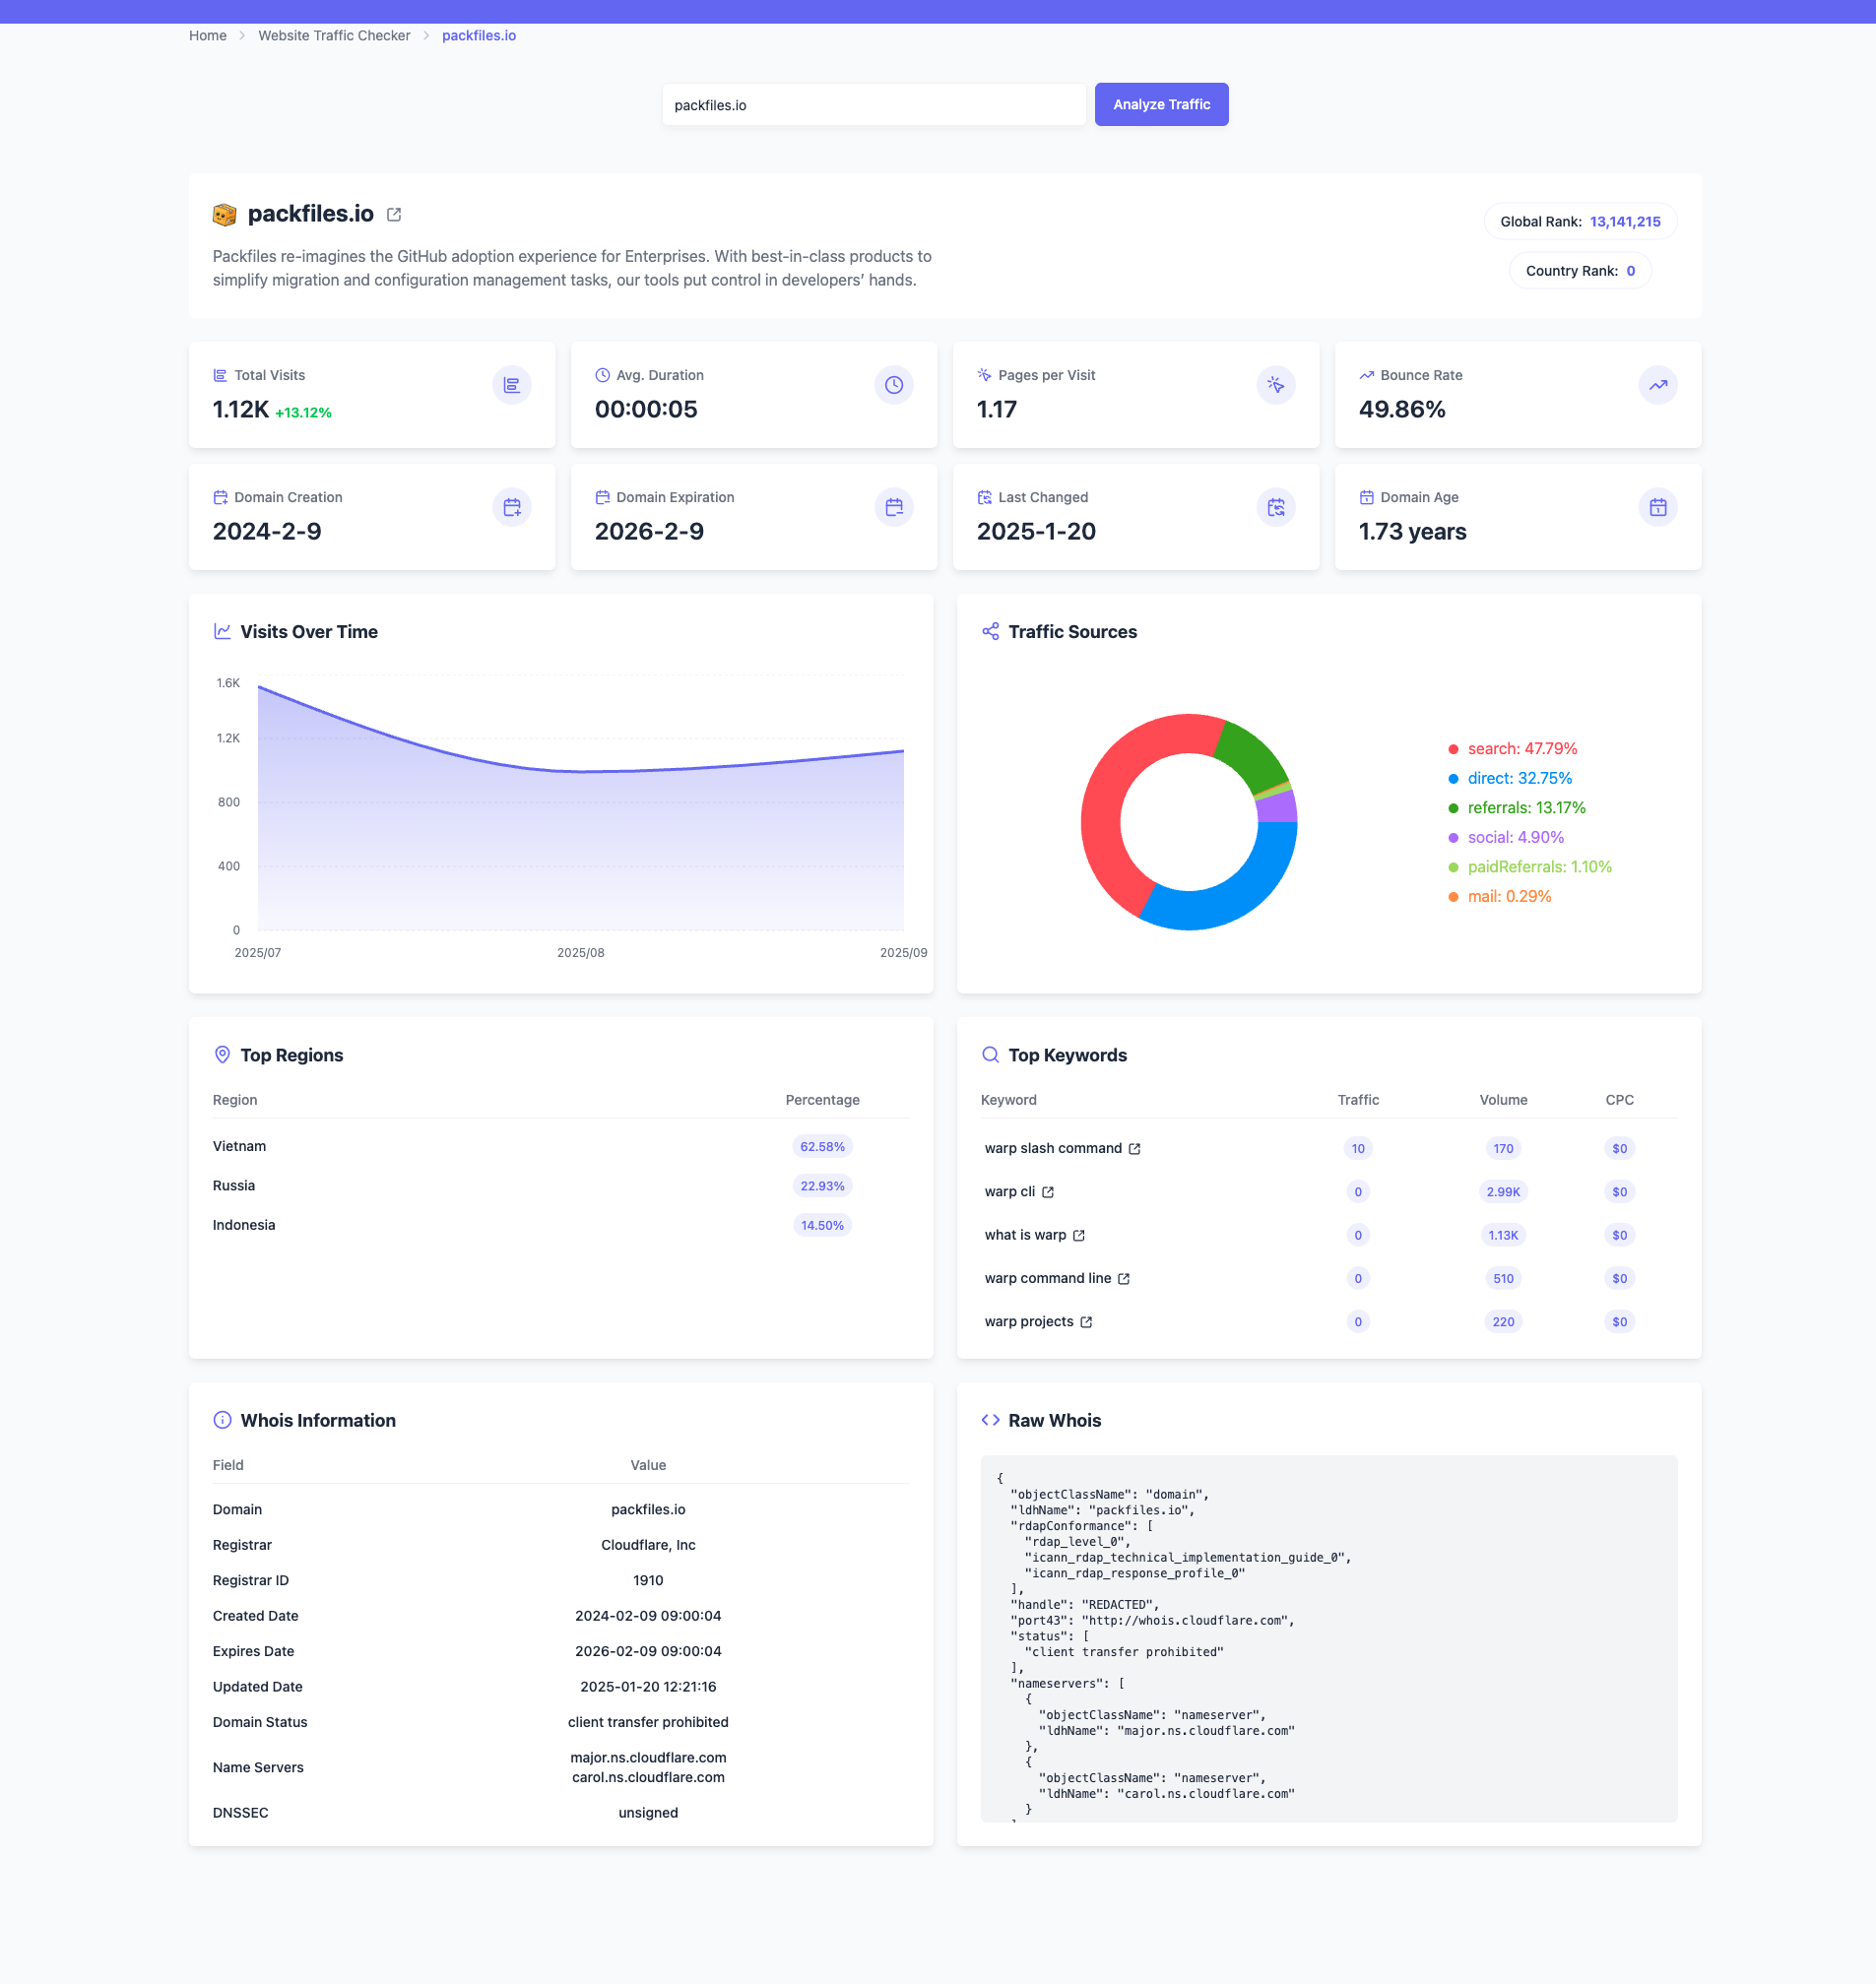 Home > Website Traffic Checker > packfiles.io
packfiles.io
Analyze Traffic
packfiles.io
Packfiles re-imagines the GitHub adoption experience for Enterprises. With best-in-class products to
simplify migration and configuration management tasks, our tools put control in developers’ hands.
Global Rank: 13,141,215
Country Rank: 0
Total Visits
1.12K +13.12%
Avg. Duration
00:00:05
Pages per Visit
1.17
Bounce Rate
49.86%
Domain Creation
2024-2-9
Domain Expiration
2026-2-9
Last Changed
2025-1-20
Domain Age
1.73 years
Visits Over Time
1.6K
1.2K
800
400
0
2025/07 2025/08 2025/09
Traffic Sources
search: 47.79%
direct: 32.75%
referrals: 13.17%
social: 4.90%
paidReferrals: 1.10%
mail: 0.29%
Top Regions
Region Percentage
Vietnam 62.58%
Russia 22.93%
Indonesia 14.50%
Top Keywords
Keyword Traffic Volume CPC
warp slash command 10 170 $0
warp cli 0 2.99K $0
what is warp 0 1.13K $0
warp command line 0 510 $0
warp projects 0 220 $0
Whois Information
Field Value
Domain packfiles.io
Registrar Cloudflare, Inc
Registrar ID 1910
Created Date 2024-02-09 09:00:04
Expires Date 2026-02-09 09:00:04
Updated Date 2025-01-20 12:21:16
Domain Status client transfer prohibited
Name Servers major.ns.cloudflare.com
carol.ns.cloudflare.com
DNSSEC unsigned
Raw Whois
{
"objectClassName": "domain",
"ldhName": "packfiles.io",
"rdapConformance": [
"rdap_level_0",
"icann_rdap_technical_implementation_guide_0",
"icann_rdap_response_profile_0"
],
"handle": "REDACTED",
"port43": "http://whois.cloudflare.com",
"status": [
"client transfer prohibited"
],
"nameservers": [
{
"objectClassName": "nameserver",
"ldhName": "major.ns.cloudflare.com"
},
{
"objectClassName": "nameserver",
"ldhName": "carol.ns.cloudflare.com"
}